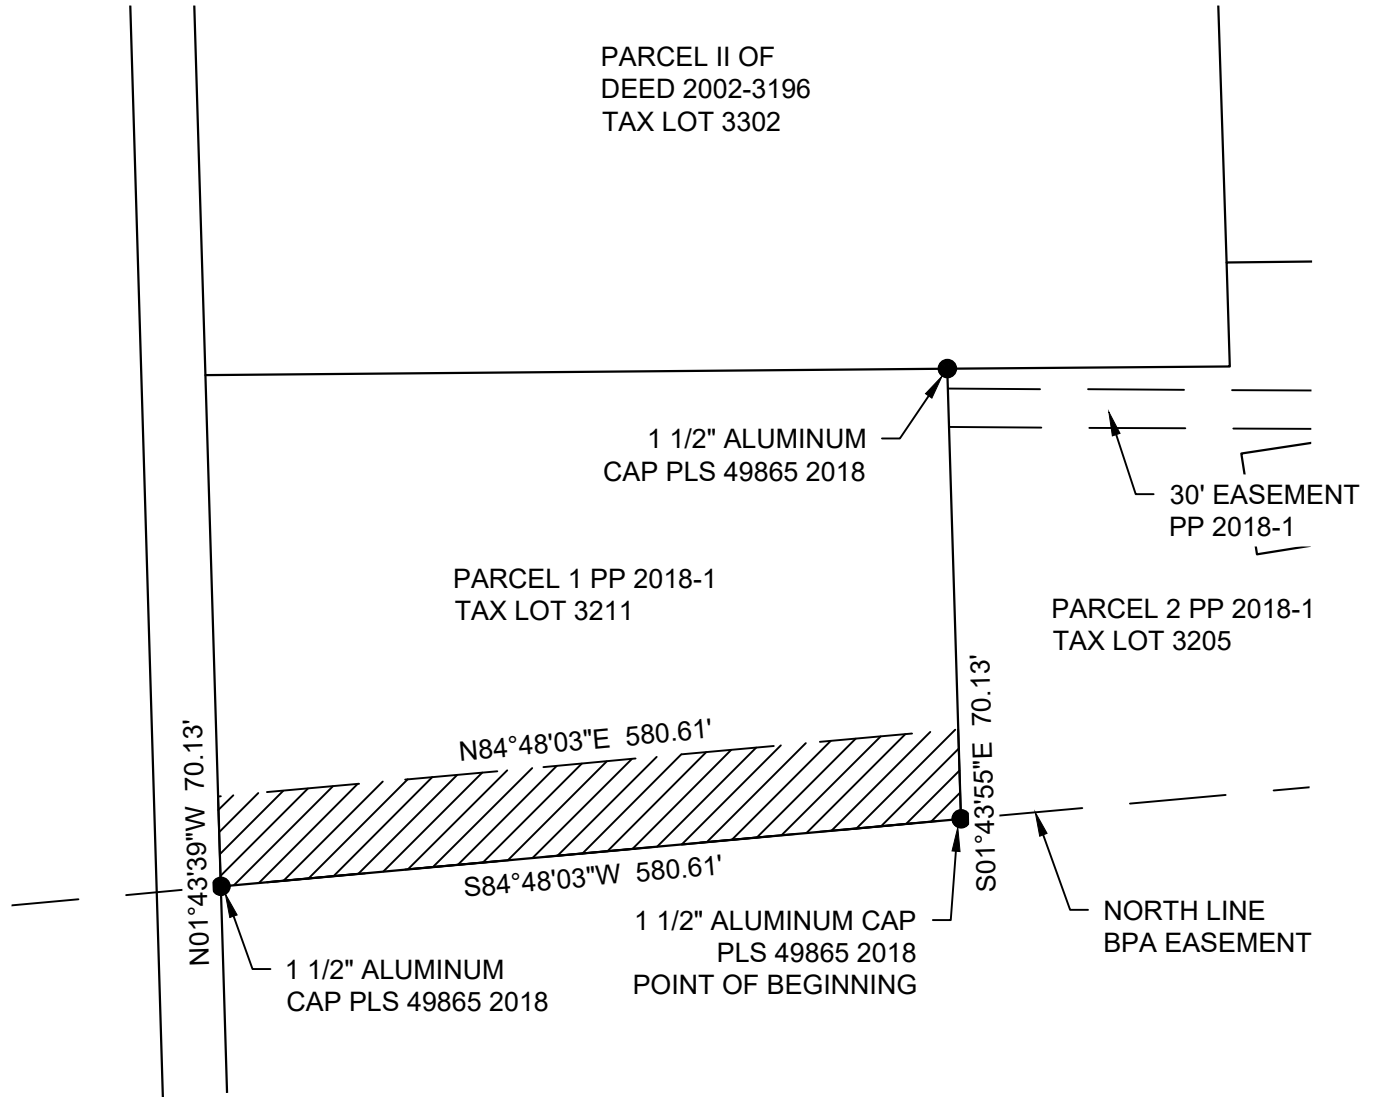 PARCEL II OF
DEED 2002-3196
TAX LOT 3302
1 1/2" ALUMINUM
CAP PLS 49865 2018
30' EASEMENT
PP 2018-1
PARCEL 1 PP 2018-1
TAX LOT 3211
PARCEL 2 PP 2018-1
TAX LOT 3205
N01°43'39"W 70.13'
N84°48'03"E 580.61'
S01°43'55"E 70.13'
S84°48'03"W 580.61'
1 1/2" ALUMINUM CAP
PLS 49865 2018
POINT OF BEGINNING
NORTH LINE
BPA EASEMENT
1 1/2" ALUMINUM
CAP PLS 49865 2018